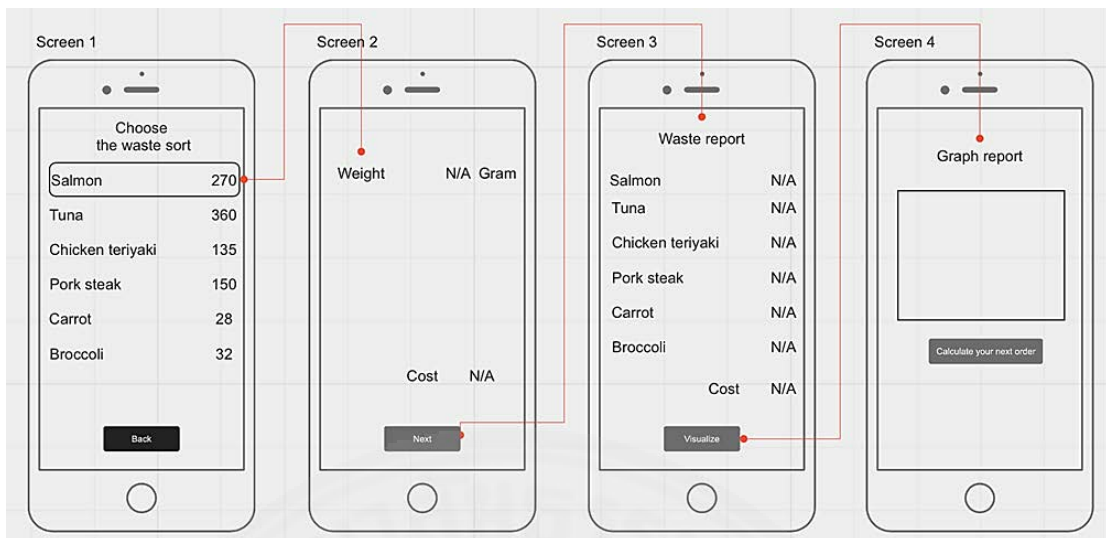 Screen 1
Choose
the waste sort
Salmon 270
Tuna 360
Chicken teriyaki 135
Pork steak 150
Carrot 28
Broccoli 32
Back
Screen 2
Weight N/A Gram
Cost N/A
Next
Screen 3
Waste report
Salmon N/A
Tuna N/A
Chicken teriyaki N/A
Pork steak N/A
Carrot N/A
Broccoli N/A
Cost N/A
Visualize
Screen 4
Graph report
Calculate your next order